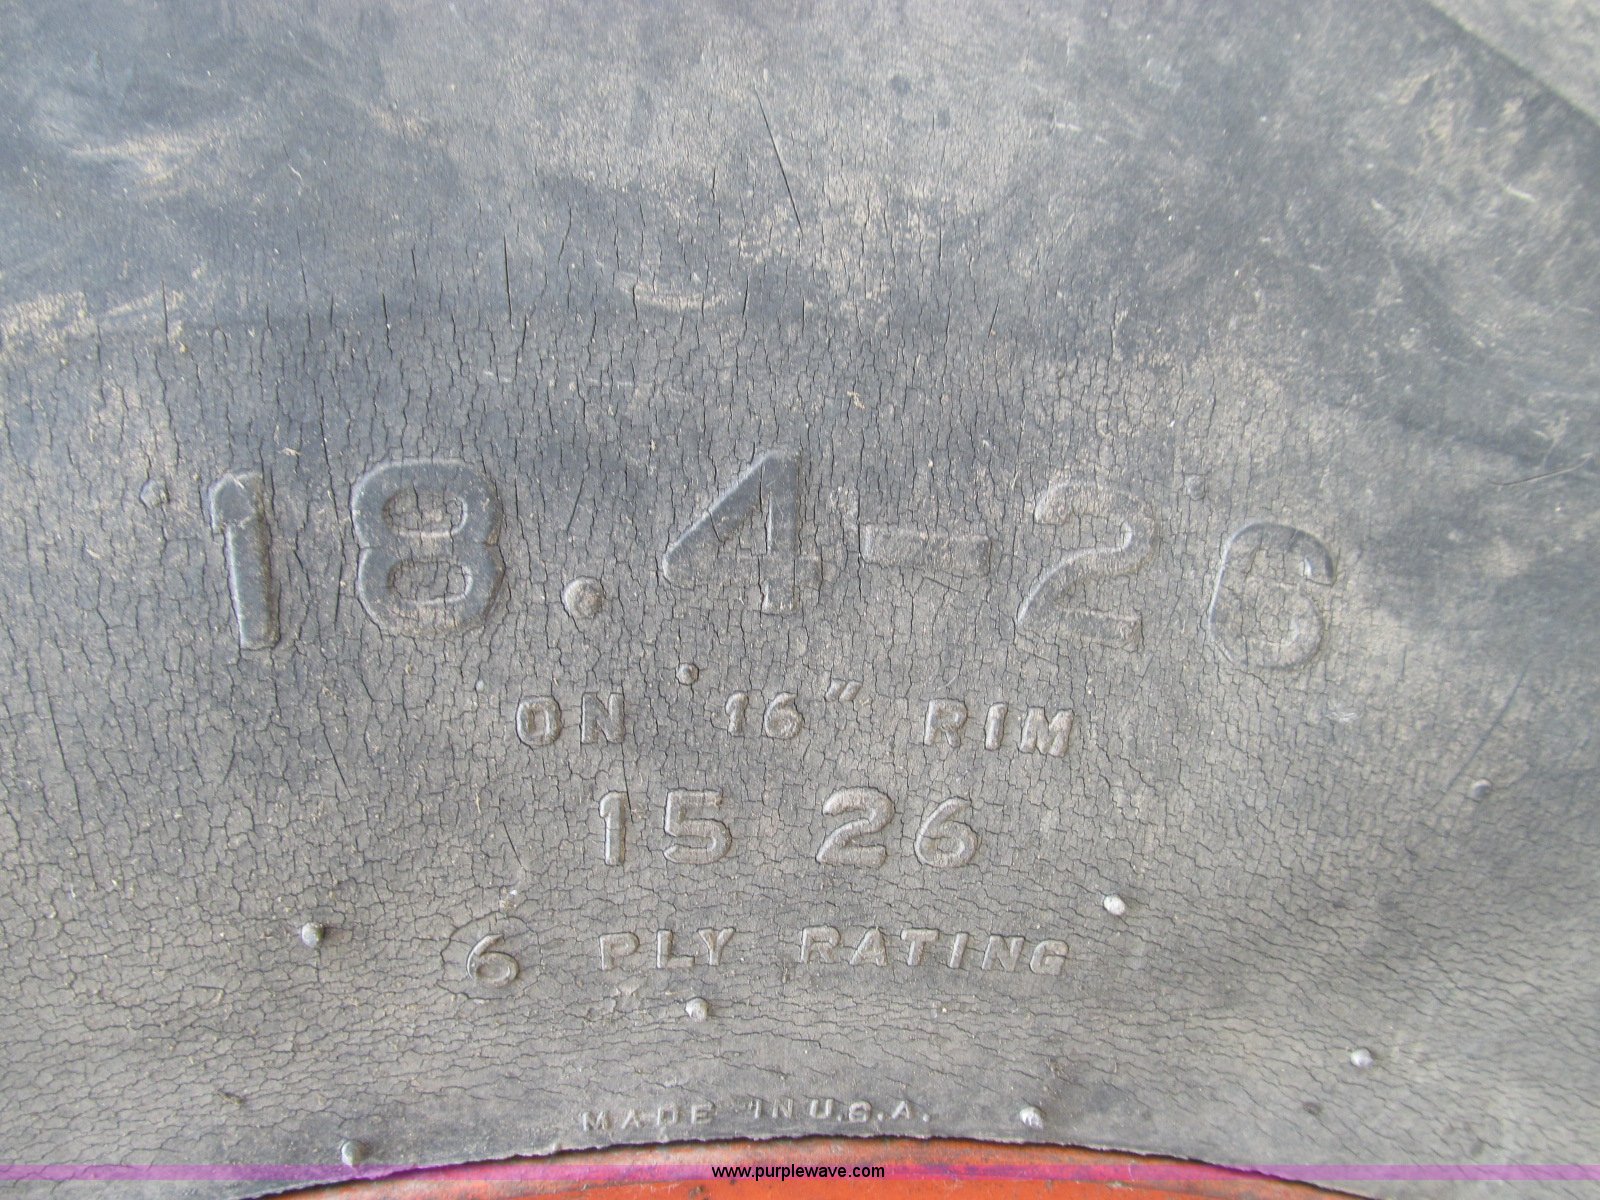 18.4-26
ON 16" RIM
15 26
6 PLY RATING
MADE IN U.S.A.
www.purplewave.com